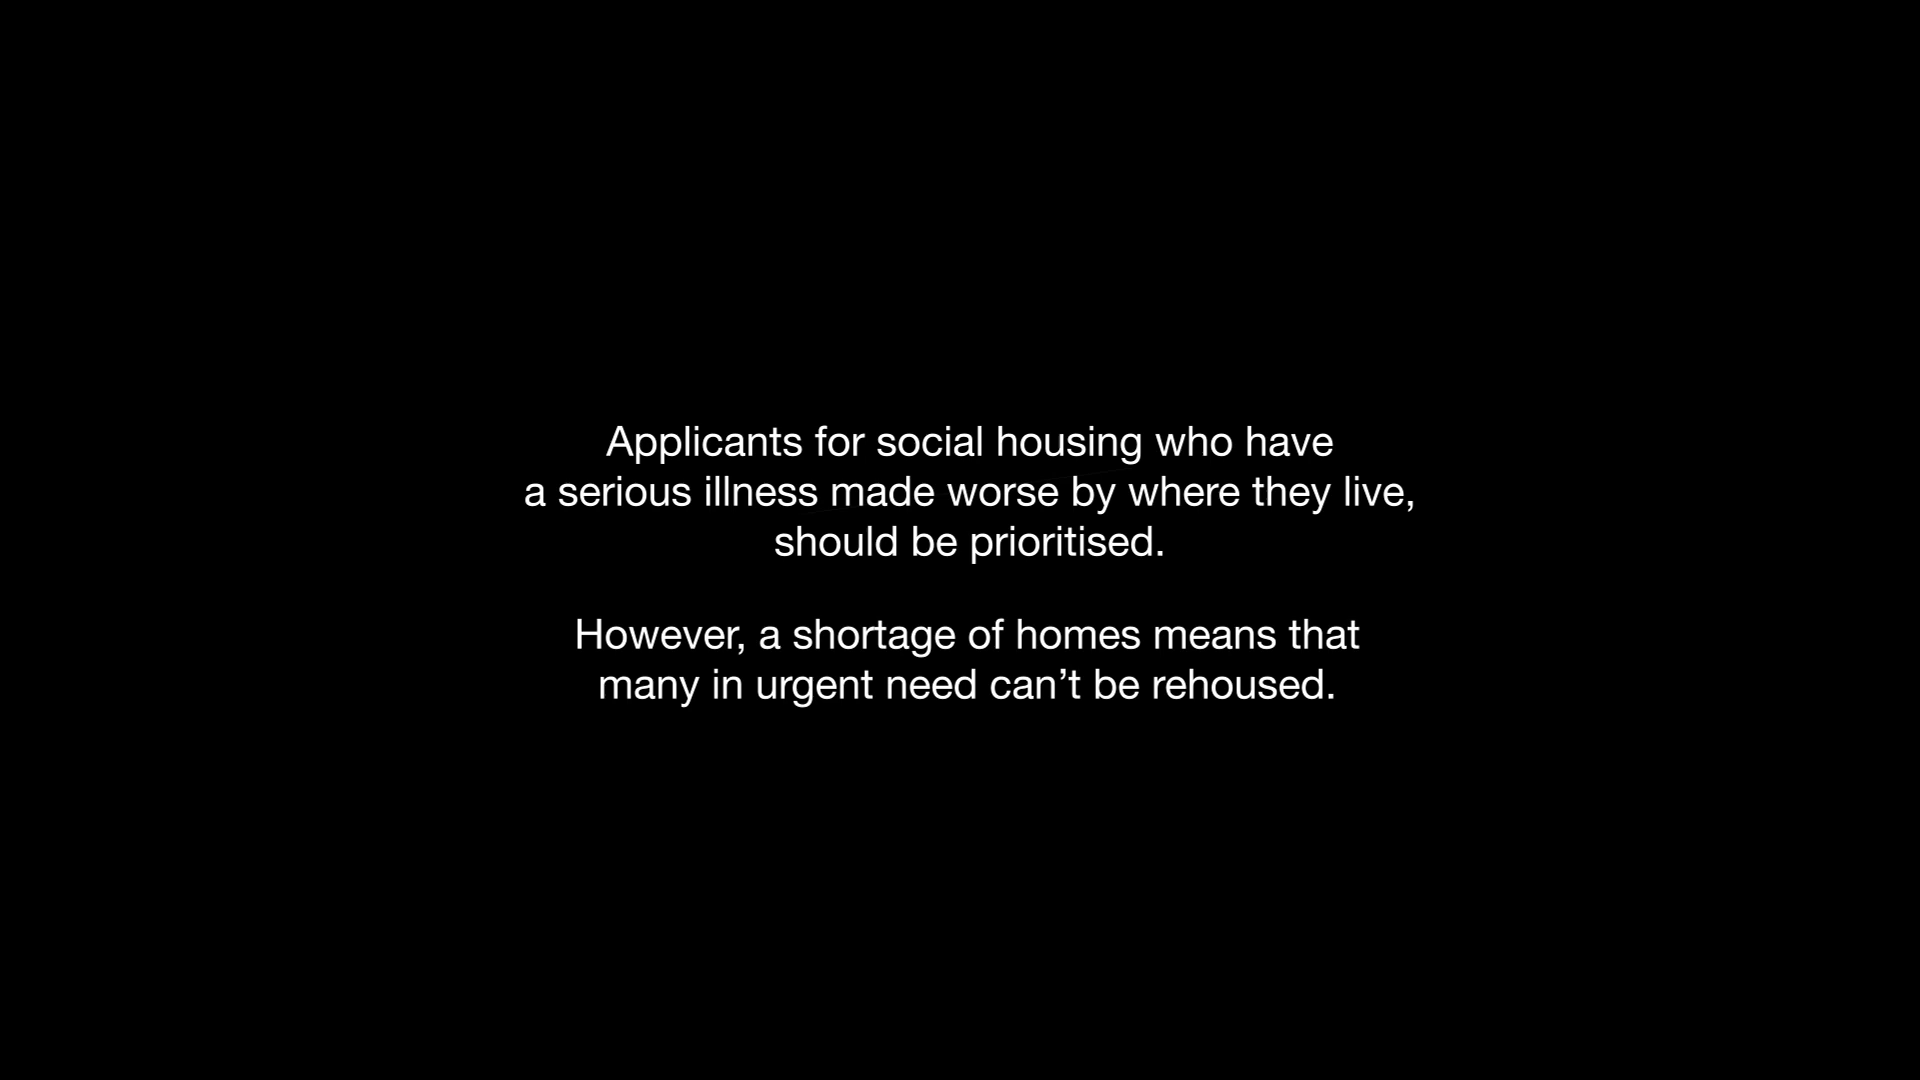 Applicants for social housing who have
a serious illness made worse by where they live,
should be prioritised.
However, a shortage of homes means that
many in urgent need can’t be rehoused.